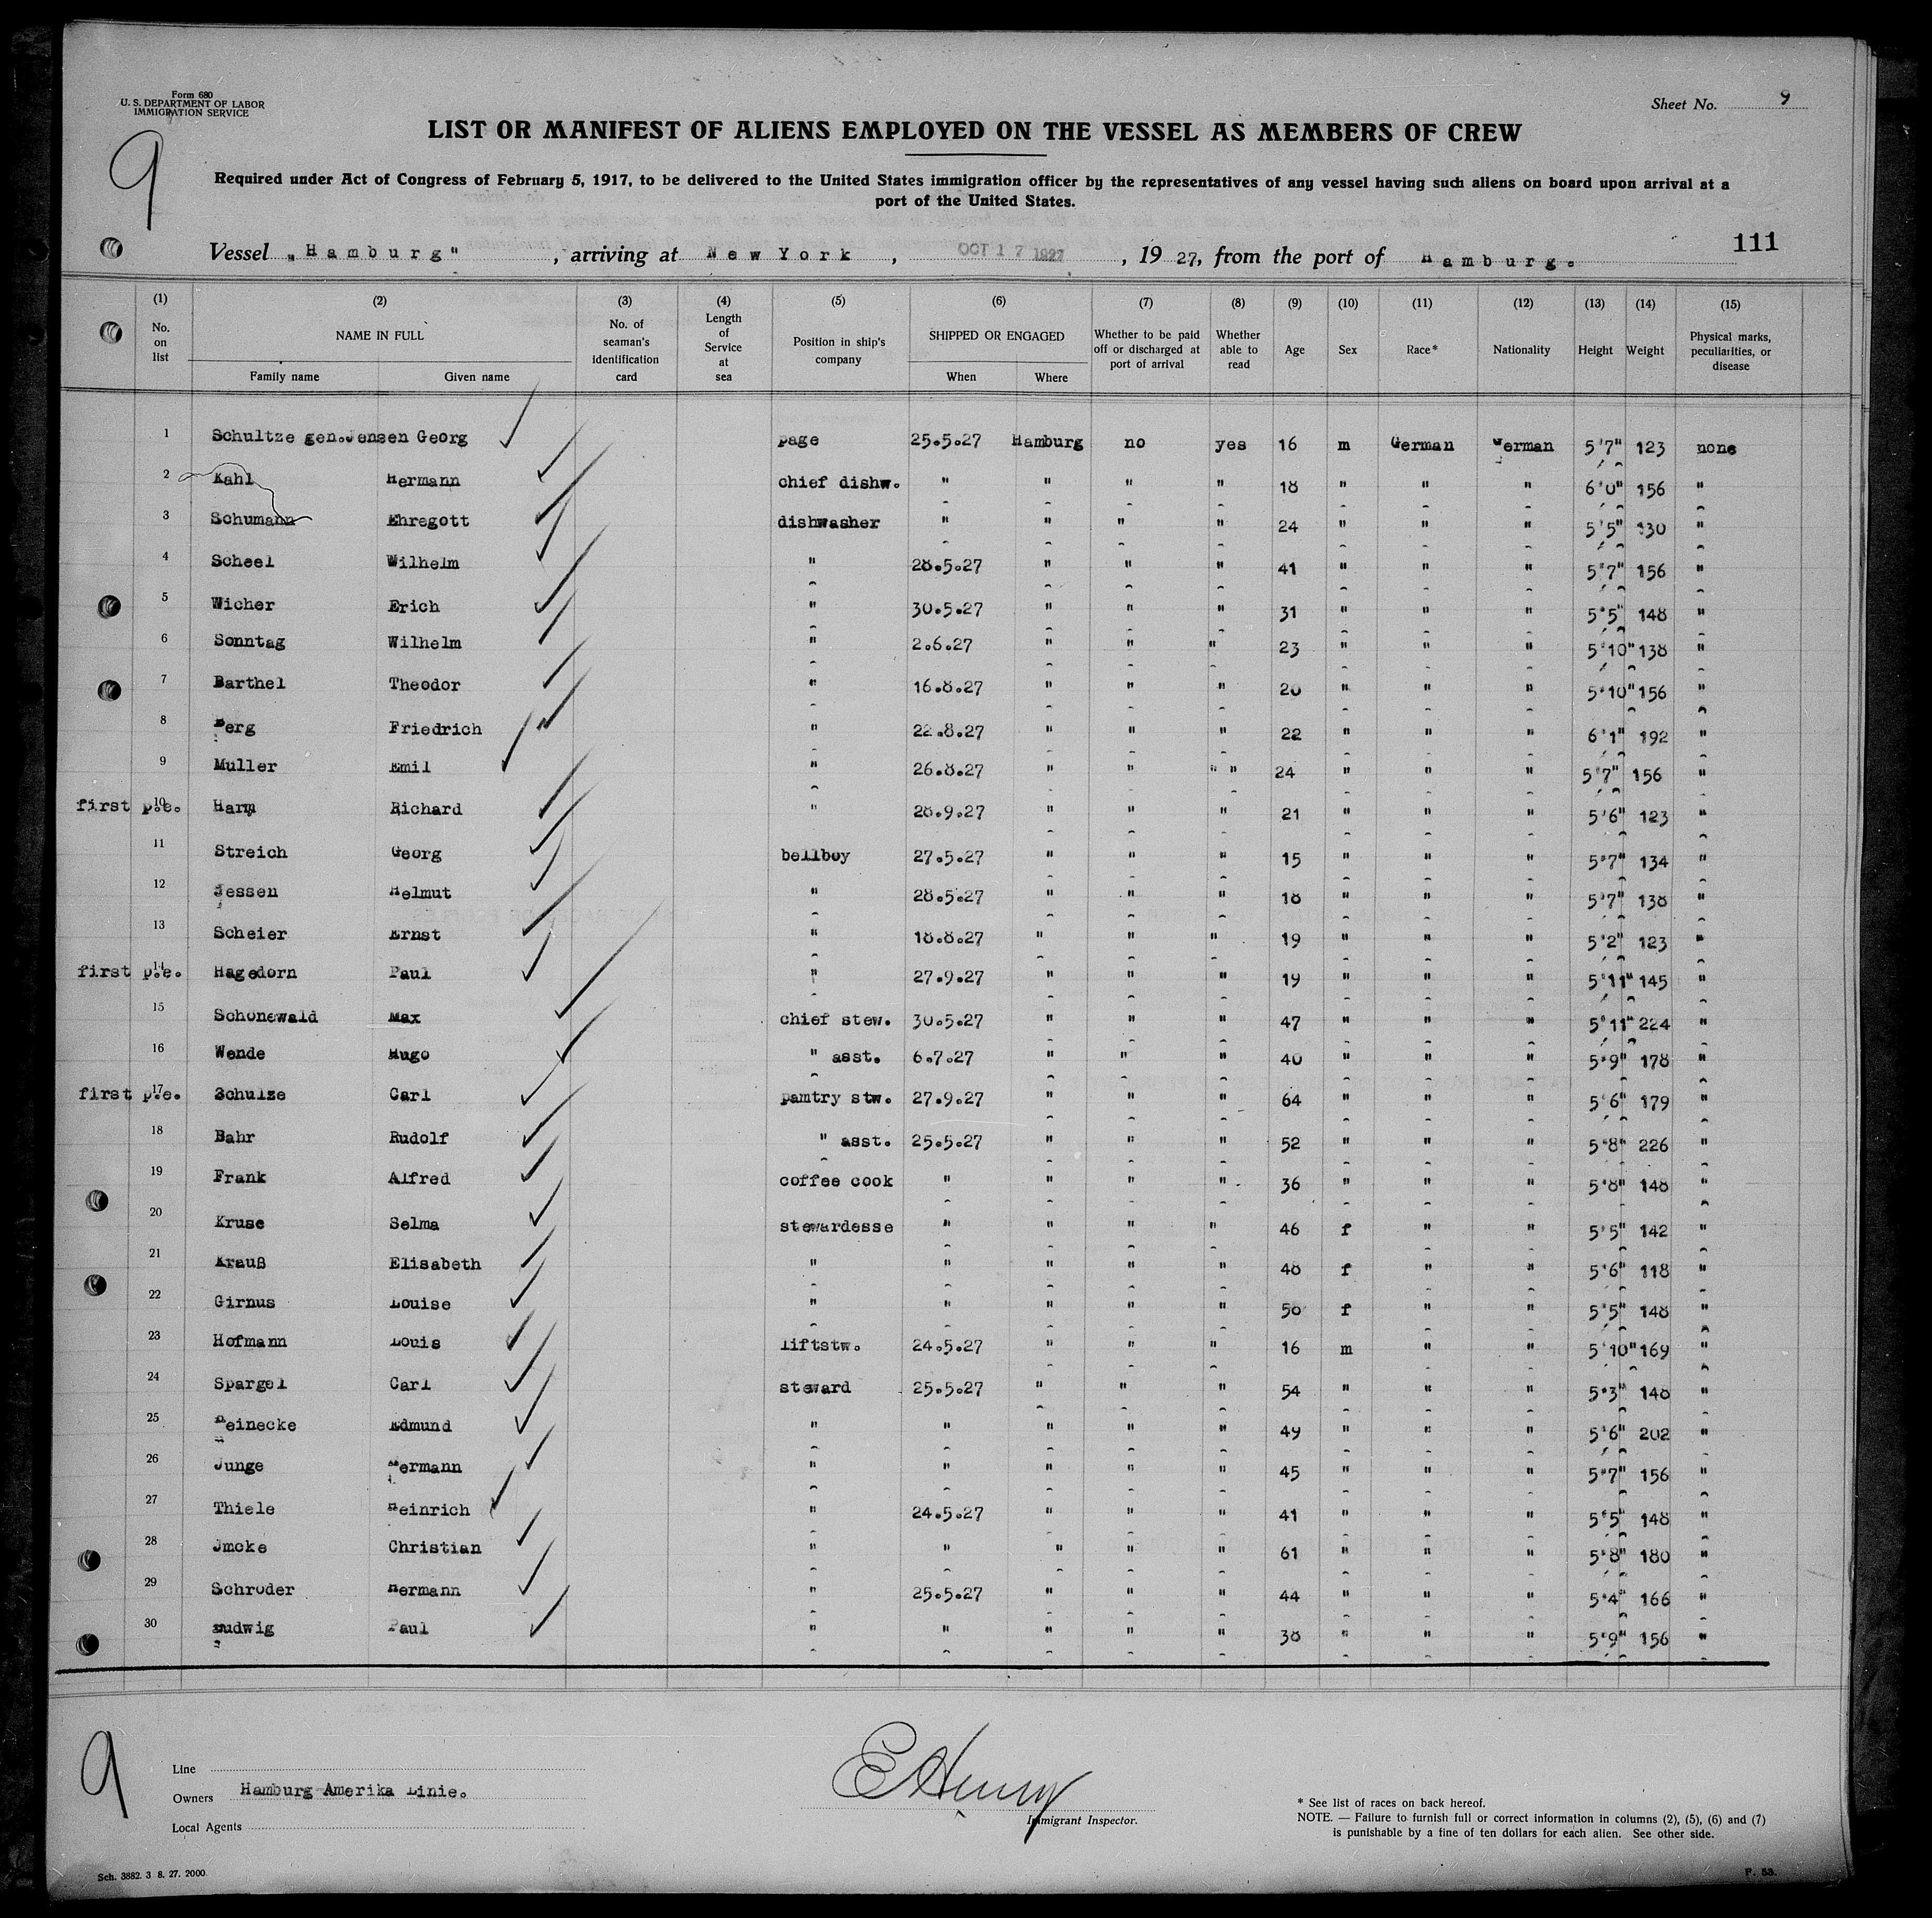 Form 680
U. S. DEPARTMENT OF LABOR
IMMIGRATION SERVICE
Sheet No. 9
9
LIST OR MANIFEST OF ALIENS EMPLOYED ON THE VESSEL AS MEMBERS OF CREW
Required under Act of Congress of February 5, 1917, to be delivered to the United States immigration officer by the representatives of any vessel having such aliens on board upon arrival at a
port of the United States.
111
Vessel „Hamburg“, arriving at New York, OCT 17 1927, 1927, from the port of Hamburg.
(1) (2) (3) (4) (5) (6) (7) (8) (9) (10) (11) (12) (13) (14) (15)
No. on list NAME IN FULL Family name Given name No. of seaman's identification card Length of Service at sea Position in ship's company SHIPPED OR ENGAGED When Where Whether to be paid off or discharged at port of arrival Whether able to read Age Sex Race* Nationality Height Weight Physical marks, peculiarities, or disease
1 Schultze gen.Jensen Georg page 25.5.27 Hamburg no yes 16 m German German 5'7" 123 none
2 Kahl Hermann chief dishw. " " " " 18 " " " 6'0" 156 "
3 Schumann Ehregott dishwasher " " " " 24 " " " 5'5" 130 "
4 Scheel Wilhelm " 28.5.27 " " " 41 " " " 5'7" 156 "
5 Wicher Erich " 30.5.27 " " " 31 " " " 5'5" 148 "
6 Sonntag Wilhelm " 2.6.27 " " " 23 " " " 5'10" 138 "
7 Barthel Theodor " 16.8.27 " " " 20 " " " 5'10" 156 "
8 Berg Friedrich " 22.8.27 " " " 22 " " " 6'1" 192 "
9 Muller Emil " 26.8.27 " " " " 24 " " " 5'7" 156 "
first p.e. 10 Harm Richard " 28.9.27 " " " 21 " " " 5'6" 123 "
11 Streich Georg bellboy 27.5.27 " " " 15 " " " 5'7" 134 "
12 Jessen Helmut " 28.5.27 " " " 18 " " " 5'7" 138 "
13 Scheier Ernst " 18.8.27 " " " 19 " " " 5'2" 123 "
first p.e. 14 Hagedorn Paul " 27.9.27 " " " 19 " " " 5'11" 145 "
15 Schonewald Max chief stew. 30.5.27 " " " 47 " " " 5'11" 224 "
16 Wende Hugo " asst. 6.7.27 " " " 40 " " " 5'9" 178 "
first p.e. 17 Schulze Carl pamtry stw. 27.9.27 " " " 64 " " " 5'6" 179 "
18 Bahr Rudolf " asst. 25.5.27 " " " 52 " " " 5'8" 226 "
19 Frank Alfred coffee cook " " " " 36 " " " 5'8" 148 "
20 Kruse Selma stewardesse " " " " 46 f " " 5'5" 142 "
21 Krauß Elisabeth " " " " " 48 f " " 5'6" 118 "
22 Girnus Louise " " " " " 50 f " " 5'5" 148 "
23 Hofmann Louis liftstw. 24.5.27 " " " 16 m " " 5'10" 169 "
24 Spargel Carl steward 25.5.27 " " " 54 " " " 5'3" 148 "
25 Heinecke Edmund " " " " " 49 " " " 5'6" 202 "
26 Junge Hermann " " " " " 45 " " " 5'7" 156 "
27 Thiele Heinrich " 24.5.27 " " " 41 " " " 5'5" 148 "
28 Jmcke Christian " " " " " 61 " " " 5'8" 180 "
29 Schroder Hermann " 25.5.27 " " " 44 " " " 5'4" 166 "
30 Ludwig Paul " " " " " 38 " " " 5'9" 156 "
9
Line
Owners Hamburg-Amerika Linie.
Local Agents
E Henry
Immigrant Inspector.
* See list of races on back hereof.
NOTE. — Failure to furnish full or correct information in columns (2), (5), (6) and (7)
is punishable by a fine of ten dollars for each alien. See other side.
Sch. 3882. 3 8. 27. 2000.
P. 53.